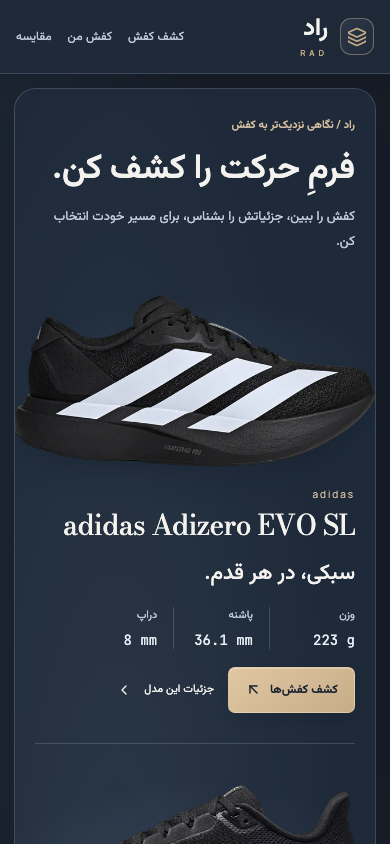 راد
RAD
کشف کفش
کفش من
مقایسه
راد / نگاهی نزدیک‌تر به کفش
فرمِ حرکت را کشف کن.
کفش را ببین، جزئیاتش را بشناس، برای مسیر خودت انتخاب
کن.
adidas
adidas Adizero EVO SL
سبکی، در هر قدم.
وزن
پاشنه
دراپ
223 g
36.1 mm
8 mm
کشف کفش‌ها
جزئیات این مدل